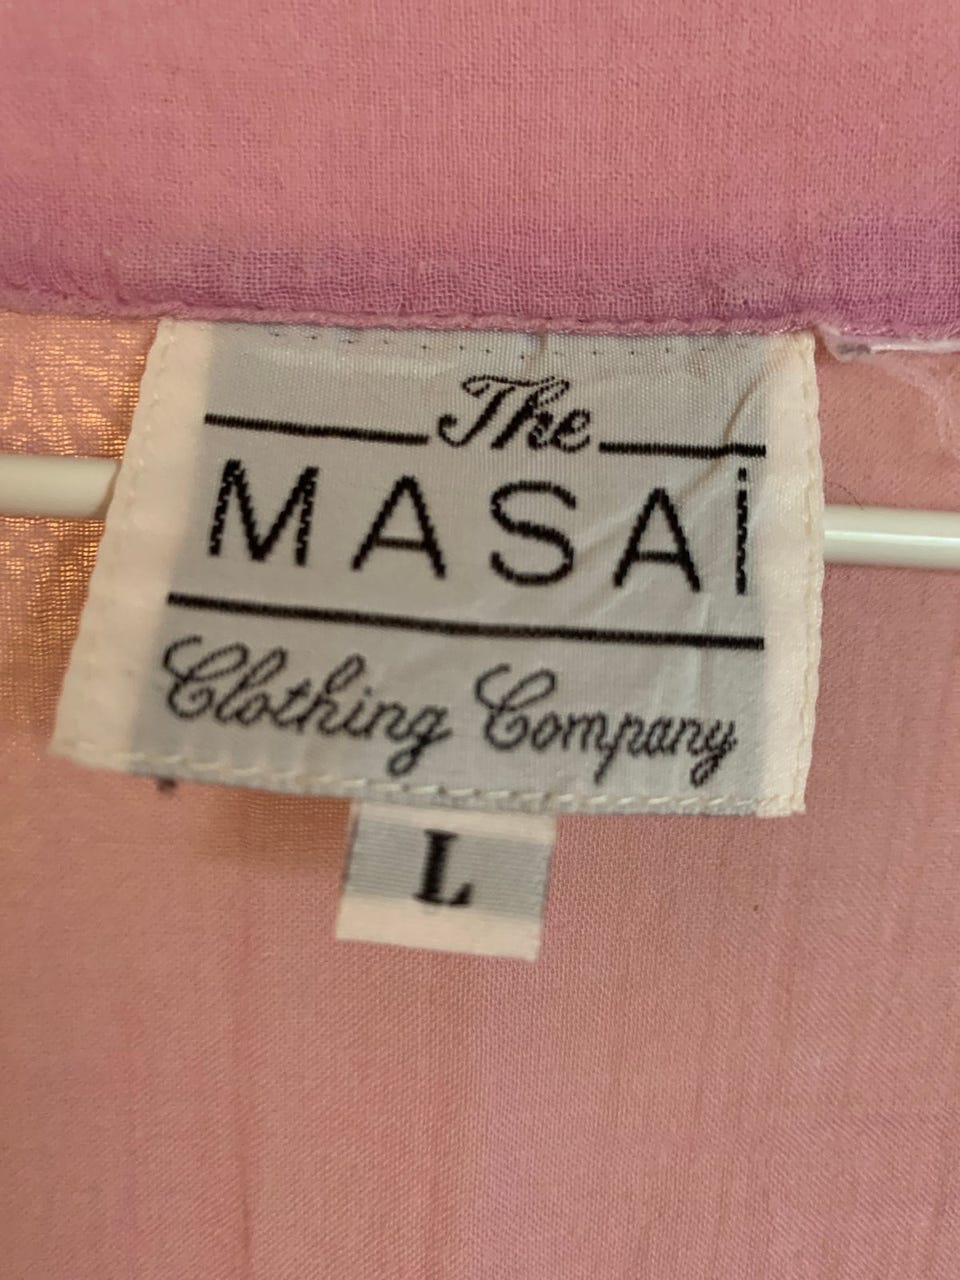 The
MASAi
Clothing Company
L